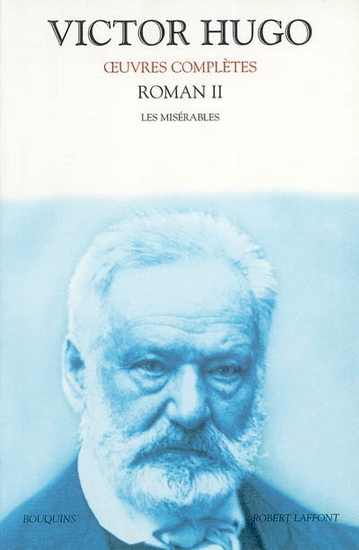 VICTOR HUGO
ŒUVRES COMPLÈTES
ROMAN II
LES MISÉRABLES
BOUQUINS
ROBERT LAFFONT